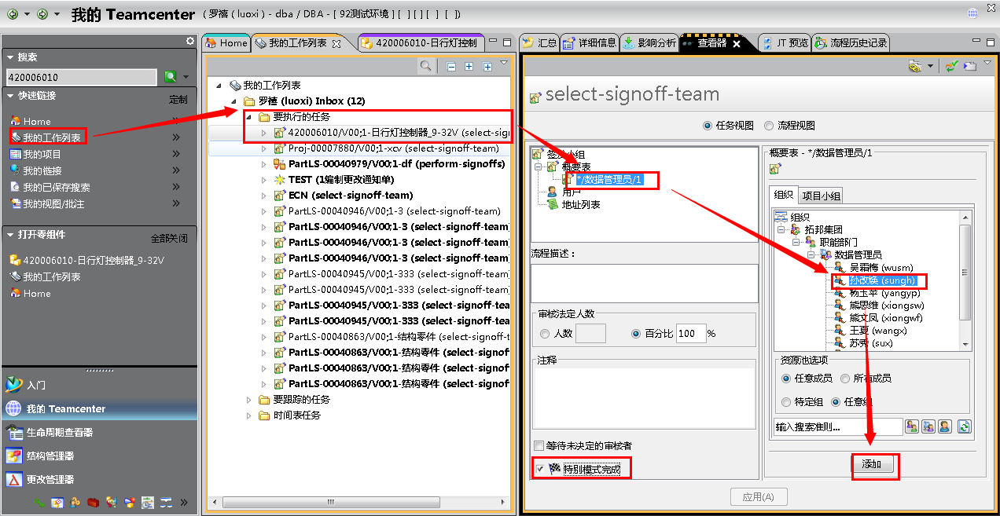 我的 Teamcenter ( 罗禧 ( luoxi ) - dba / DBA - [ 92测试环境 ] [ ] [ ] [ ] [ ] )
搜索
420006010
快速链接
定制
Home
我的工作列表
我的项目
我的链接
我的已保存搜索
我的视图/批注
打开零组件
全部关闭
420006010-日行灯控制器_9-32V
我的工作列表
Home
入门
我的 Teamcenter
生命周期查看器
结构管理器
更改管理器
Home
我的工作列表
420006010-日行灯控制
我的工作列表
罗禧 (luoxi) Inbox (12)
要执行的任务
420006010/V00;1-日行灯控制器_9-32V (select-sig
Proj-00007880/V00;1-xcv (select-signoff-team)
PartLS-00040979/V00;1-df (perform-signoffs)
TEST (1编制更改通知单)
ECN (select-signoff-team)
PartLS-00040946/V00;1-3 (select-signoff-team)
PartLS-00040946/V00;1-3 (select-signoff-team
PartLS-00040946/V00;1-3 (select-signoff-team
PartLS-00040946/V00;1-3 (select-signoff-team
PartLS-00040945/V00;1-333 (select-signoff-team
PartLS-00040945/V00;1-333 (select-signoff-team
PartLS-00040945/V00;1-333 (select-signoff-tea
PartLS-00040945/V00;1-333 (select-signoff-tea
PartLS-00040863/V00;1-结构零件 (select-signoff-t
PartLS-00040863/V00;1-结构零件 (select-signof
PartLS-00040863/V00;1-结构零件 (select-signof
PartLS-00040863/V00;1-结构零件 (select-signof
要跟踪的任务
时间表任务
汇总
详细信息
影响分析
查看器
JT 预览
流程历史记录
select-signoff-team
任务视图
流程视图
签发小组
概要表
*/数据管理员/1
用户
地址列表
流程描述：
审核法定人数
人数
百分比 100 %
注释
等待未决定的审核者
特别模式完成
概要表 - */数据管理员/1
组织
项目小组
组织
拓邦集团
职能部门
数据管理员
吴霜梅 (wusm)
孙改焕 (sungh)
杨玉苹 (yangyp)
熊思维 (xiongsw)
熊文凤 (xiongwf)
王夏 (wangx)
苏秀 (sux)
资源池选项
任意成员
所有成员
特定组
任意组
输入搜索准则...
添加
应用(A)